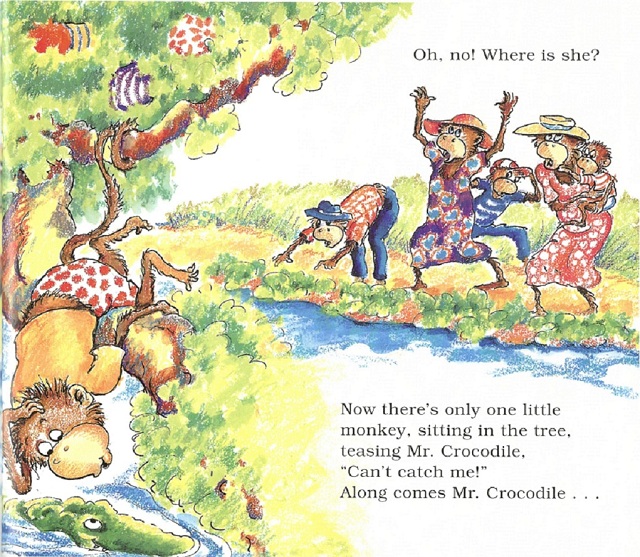 Oh, no! Where is she?
Now there's only one little
monkey, sitting in the tree,
teasing Mr. Crocodile,
“Can't catch me!”
Along comes Mr. Crocodile . . .